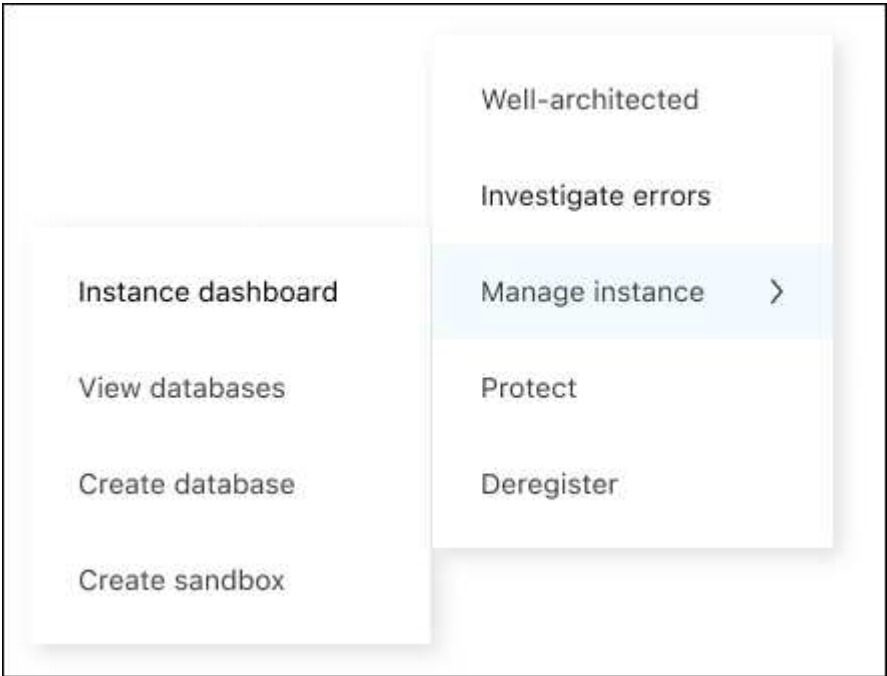 Well-architected
Investigate errors
Manage instance
Protect
Deregister
Instance dashboard
View databases
Create database
Create sandbox